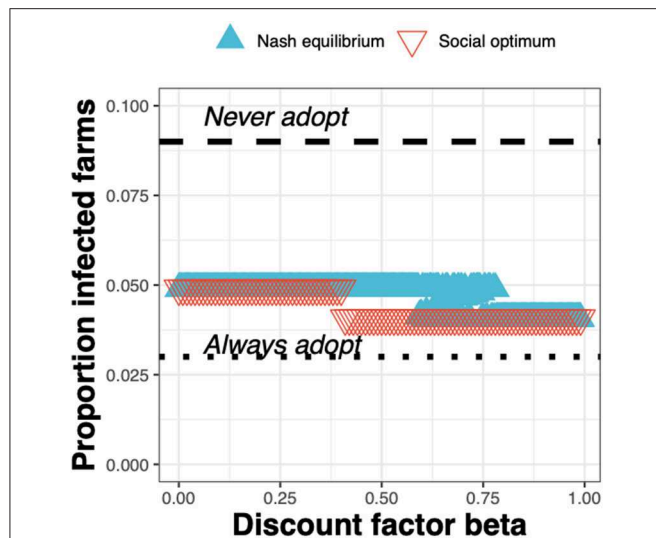 Nash equilibrium Social optimum
Proportion infected farms
0.100
Never adopt
0.075
0.050
Always adopt
0.025
0.000
0.00 0.25 0.50 0.75 1.00
Discount factor beta